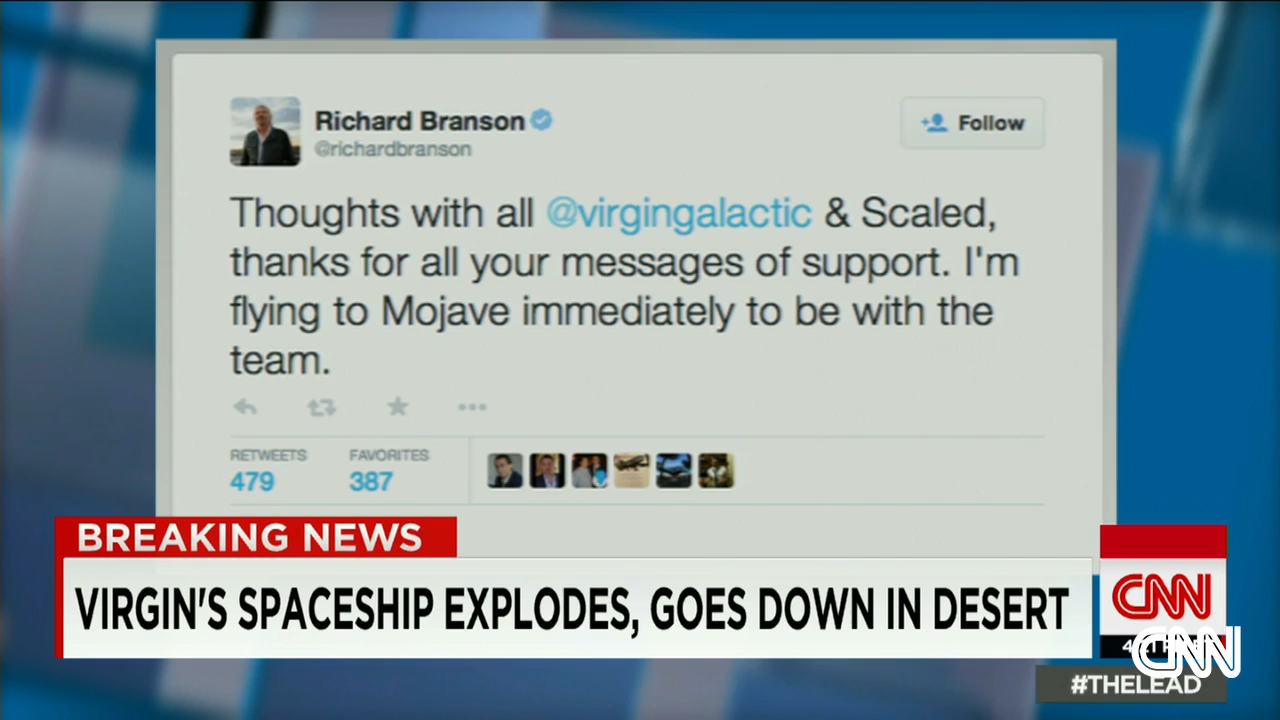 Richard Branson
@richardbranson
Follow
Thoughts with all @virgingalactic & Scaled,
thanks for all your messages of support. I'm
flying to Mojave immediately to be with the
team.
RETWEETS
FAVORITES
479
387
BREAKING NEWS
VIRGIN'S SPACESHIP EXPLODES, GOES DOWN IN DESERT
CNN
CNN
#THELEAD